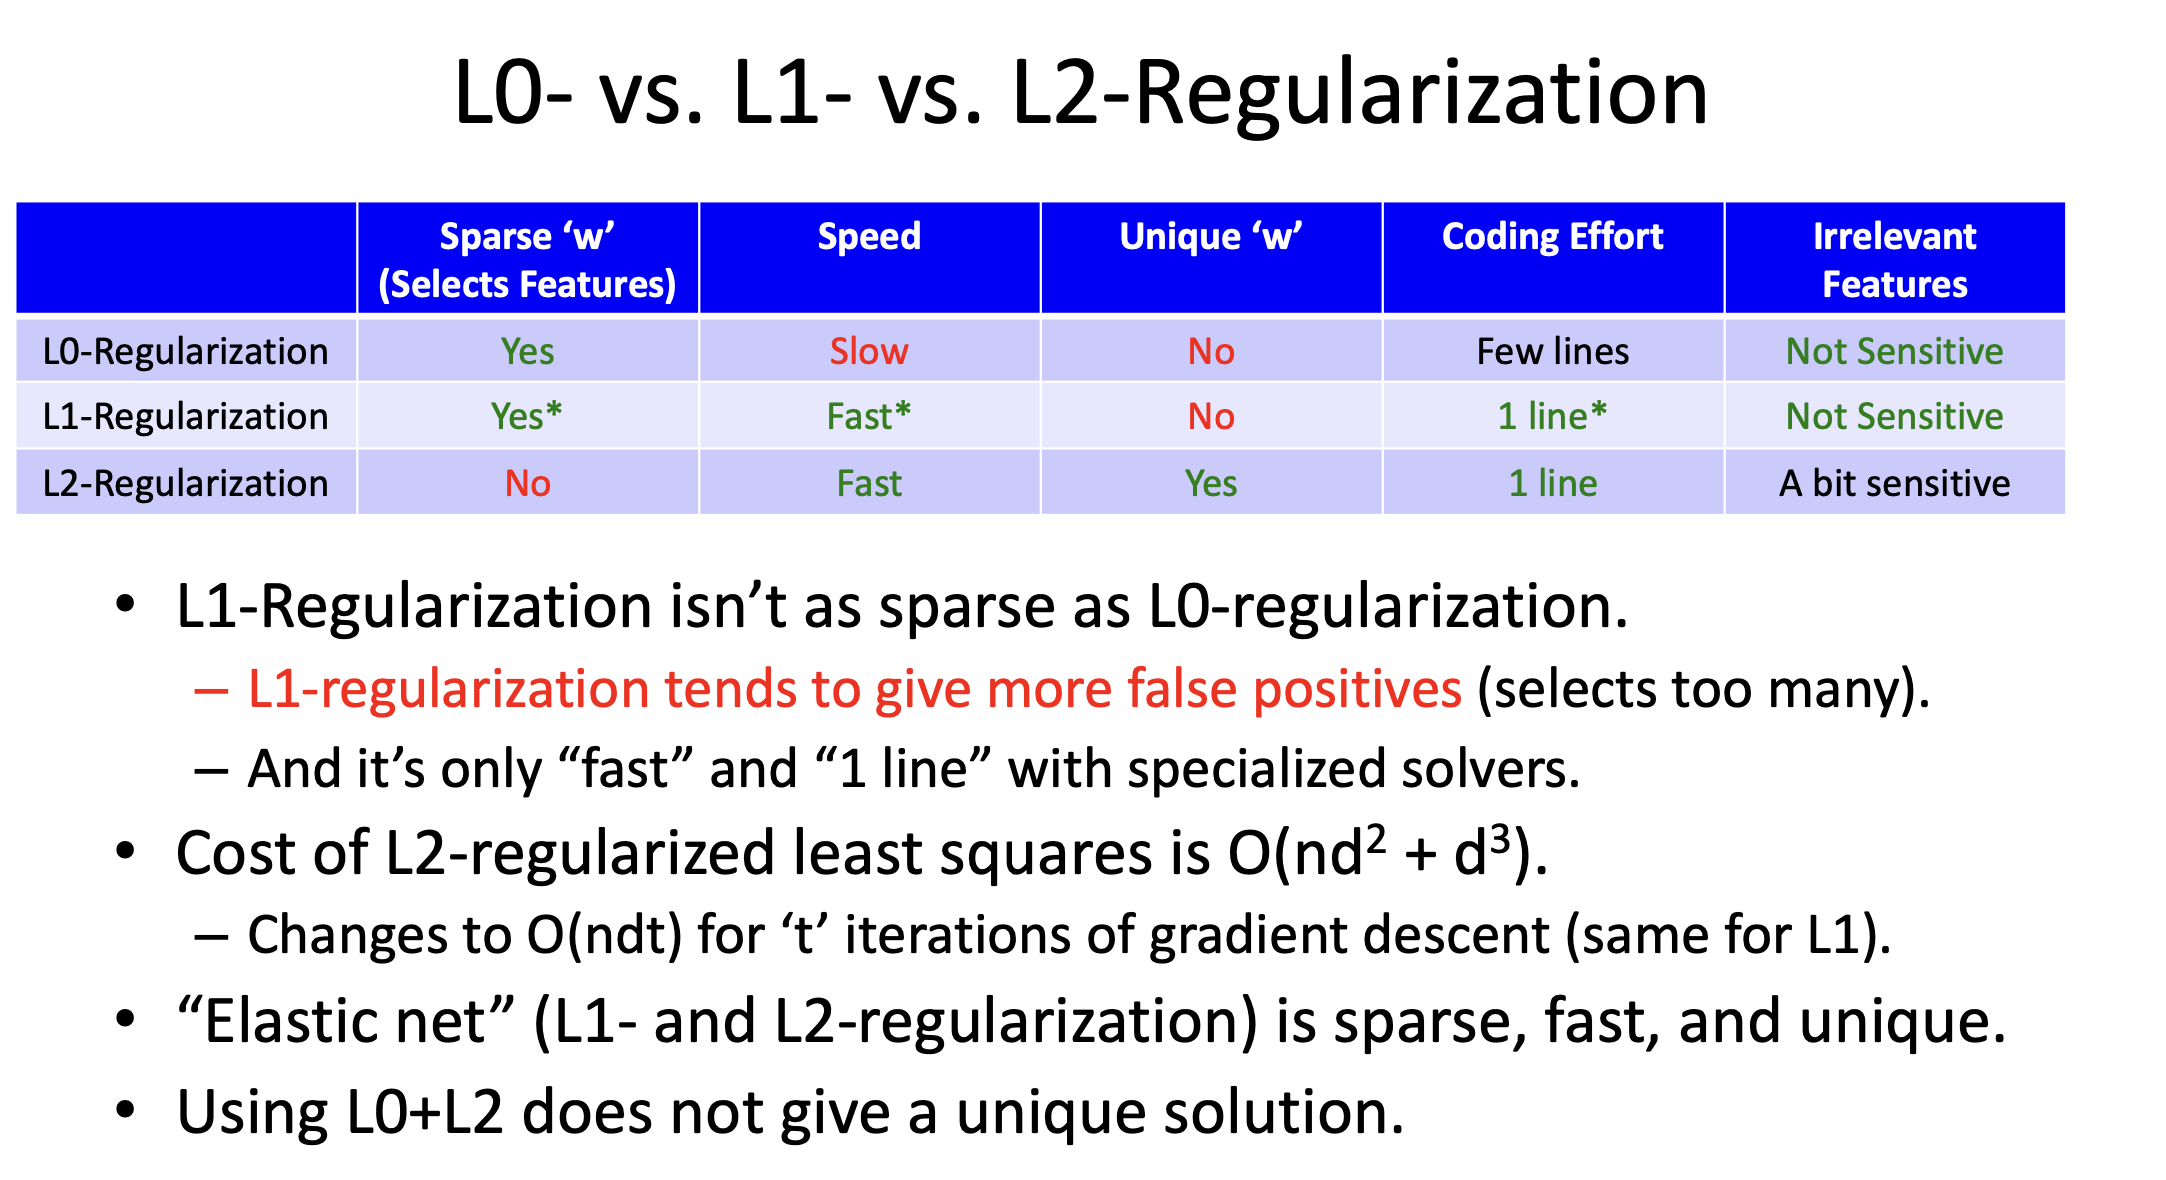 L0- vs. L1- vs. L2-Regularization
Sparse ‘w’ (Selects Features) Speed Unique ‘w’ Coding Effort Irrelevant Features
L0-Regularization Yes Slow No Few lines Not Sensitive
L1-Regularization Yes* Fast* No 1 line* Not Sensitive
L2-Regularization No Fast Yes 1 line A bit sensitive
• L1-Regularization isn’t as sparse as L0-regularization.
– L1-regularization tends to give more false positives (selects too many).
– And it’s only “fast” and “1 line” with specialized solvers.
• Cost of L2-regularized least squares is O(nd² + d³).
– Changes to O(ndt) for ‘t’ iterations of gradient descent (same for L1).
• “Elastic net” (L1- and L2-regularization) is sparse, fast, and unique.
• Using L0+L2 does not give a unique solution.